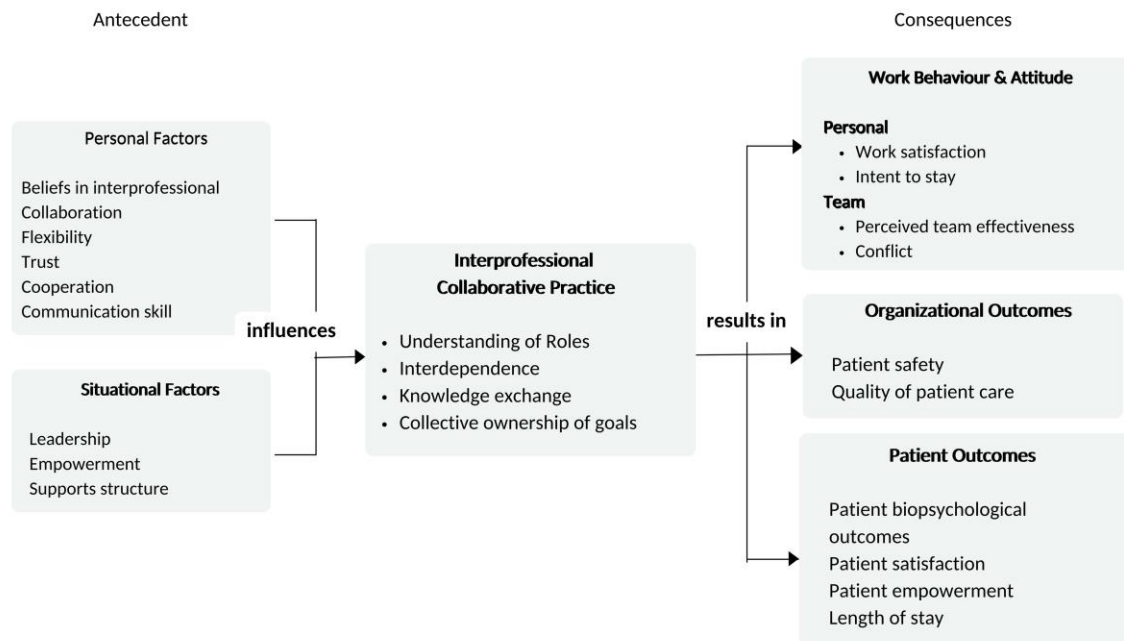 Antecedent
Consequences
Personal Factors
Beliefs in interprofessional
Collaboration
Flexibility
Trust
Cooperation
Communication skill
Situational Factors
Leadership
Empowerment
Supports structure
influences
Interprofessional
Collaborative Practice
• Understanding of Roles
• Interdependence
• Knowledge exchange
• Collective ownership of goals
results in
Work Behaviour & Attitude
Personal
• Work satisfaction
• Intent to stay
Team
• Perceived team effectiveness
• Conflict
Organizational Outcomes
Patient safety
Quality of patient care
Patient Outcomes
Patient biopsychological
outcomes
Patient satisfaction
Patient empowerment
Length of stay